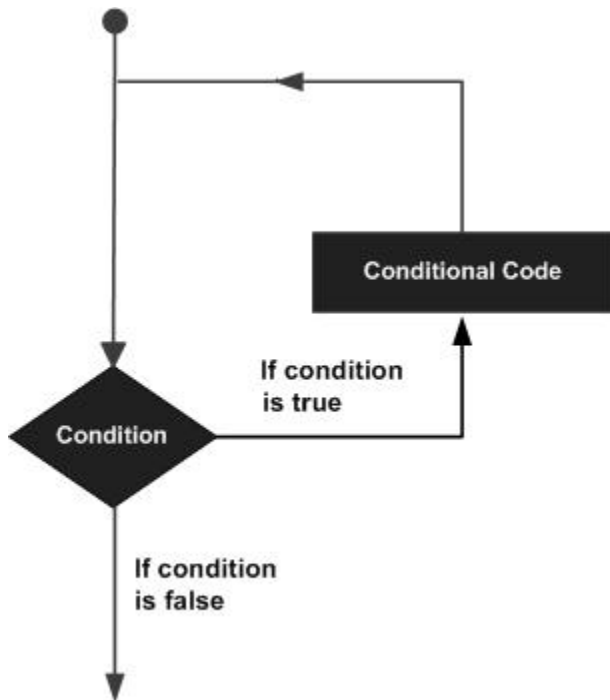 Conditional Code
If condition
is true
Condition
If condition
is false